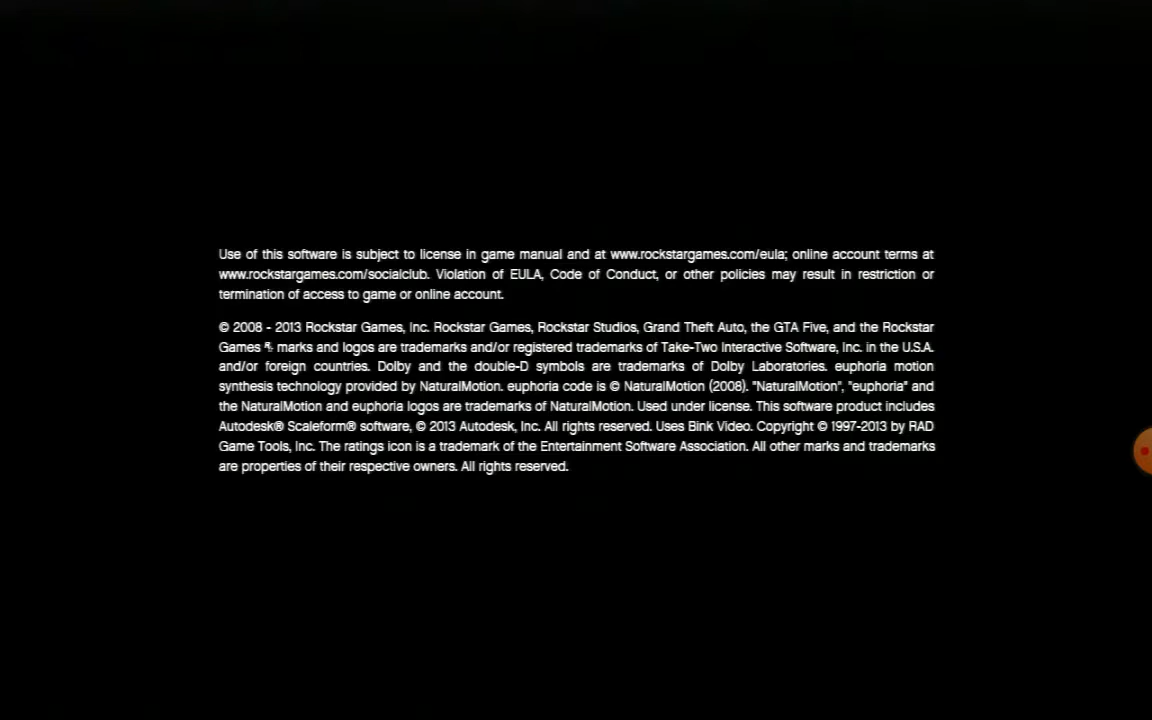 Use of this software is subject to license in game manual and at www.rockstargames.com/eula; online account terms at
www.rockstargames.com/socialclub. Violation of EULA, Code of Conduct, or other policies may result in restriction or
termination of access to game or online account.
© 2008 - 2013 Rockstar Games, Inc. Rockstar Games, Rockstar Studios, Grand Theft Auto, the GTA Five, and the Rockstar
Games R* marks and logos are trademarks and/or registered trademarks of Take-Two Interactive Software, Inc. in the U.S.A.
and/or foreign countries. Dolby and the double-D symbols are trademarks of Dolby Laboratories. euphoria motion
synthesis technology provided by NaturalMotion. euphoria code is © NaturalMotion (2008). "NaturalMotion", "euphoria" and
the NaturalMotion and euphoria logos are trademarks of NaturalMotion. Used under license. This software product includes
Autodesk® Scaleform® software, © 2013 Autodesk, Inc. All rights reserved. Uses Bink Video. Copyright © 1997-2013 by RAD
Game Tools, Inc. The ratings icon is a trademark of the Entertainment Software Association. All other marks and trademarks
are properties of their respective owners. All rights reserved.